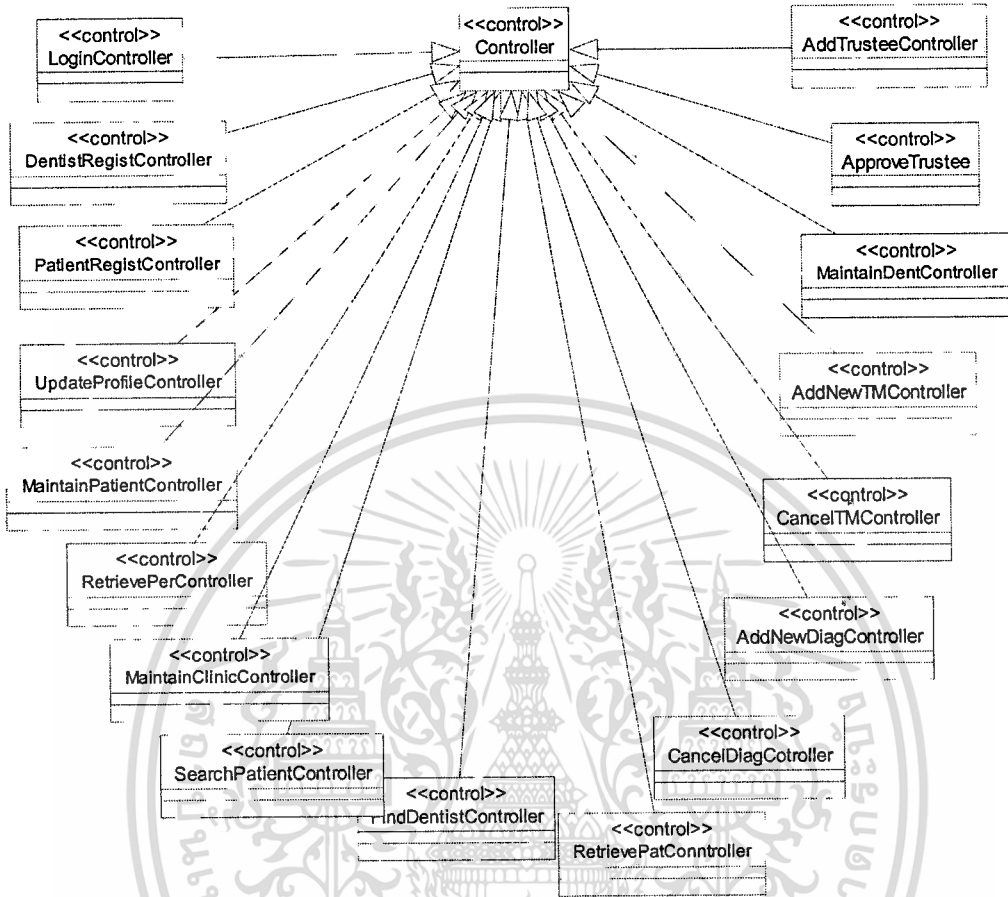 <<control>>
LoginController
<<control>>
Controller
<<control>>
AddTrusteeController
<<control>>
DentistRegistController
<<control>>
ApproveTrustee
<<control>>
PatientRegistController
<<control>>
MaintainDentController
<<control>>
UpdateProfileController
<<control>>
AddNewTMController
<<control>>
MaintainPatientController
<<control>>
CancelTMController
<<control>>
RetrievePerController
<<control>>
AddNewDiagController
<<control>>
MaintainClinicController
<<control>>
SearchPatientController
<<control>>
CancelDiagCotroller
<<control>>
indDentistController
<<control>>
RetrievePatConntroller